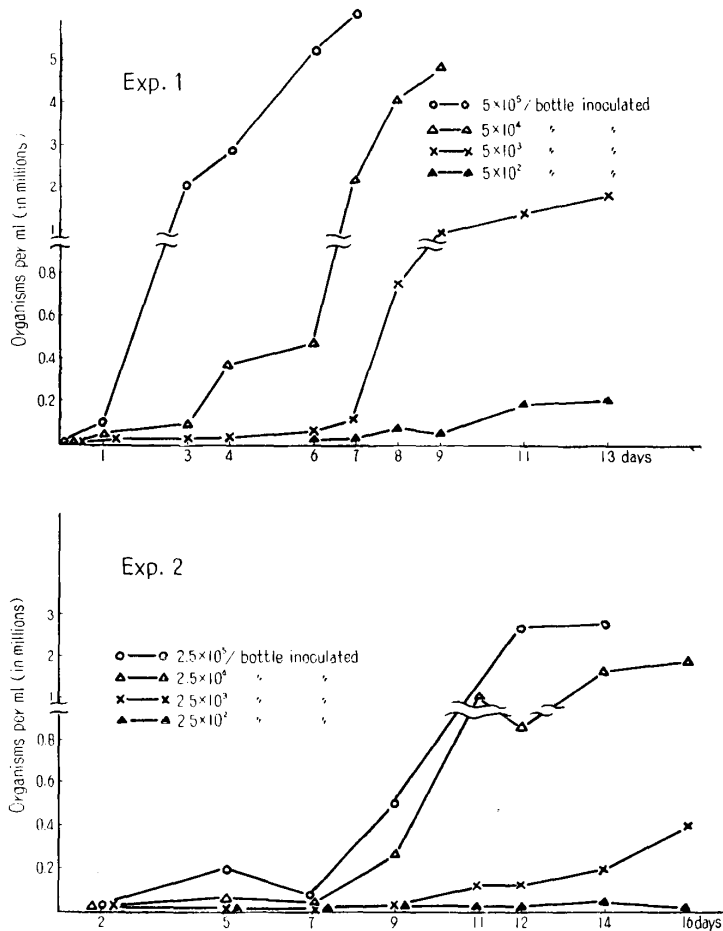 Exp. 1
Organisms per ml (in millions)
5
4
3
2
1
0.8
0.6
0.4
0.2
5×10⁵/ bottle inoculated
5×10⁴ 〃 〃
5×10³ 〃 〃
5×10² 〃 〃
1 3 4 6 7 8 9 11 13 days
Exp. 2
Organisms per ml (in millions)
3
2
1
0.8
0.6
0.4
0.2
2.5×10⁵/ bottle inoculated
2.5×10⁴ 〃 〃
2.5×10³ 〃 〃
2.5×10² 〃 〃
2 5 7 9 11 12 14 16 days